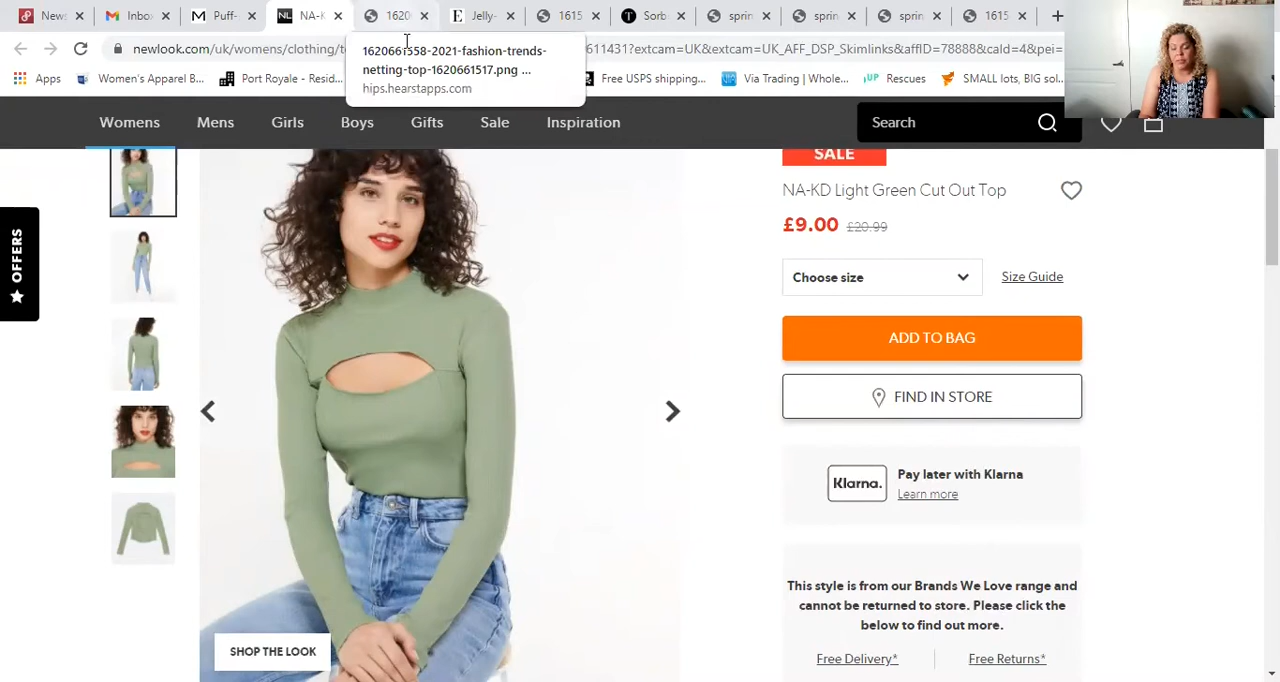 News
Inbo
Puff-
NA-K
1620
Jelly-
1615
Sorb
sprin
sprin
sprin
1615
newlook.com/uk/womens/clothing/t
611431?extcam=UK&extcam=UK_AFF_DSP_Skimlinks&affID=78888&cald=4&pei=
1620661558-2021-fashion-trends-
netting-top-1620661517.png ...
hips.hearstapps.com
Apps
Women's Apparel B...
Port Royale - Resid...
Free USPS shipping...
Via Trading | Whole...
Rescues
SMALL lots, BIG sol...
Womens
Mens
Girls
Boys
Gifts
Sale
Inspiration
Search
OFFERS
SALE
NA-KD Light Green Cut Out Top
£9.00 £20.99
Choose size
Size Guide
ADD TO BAG
FIND IN STORE
Klarna.
Pay later with Klarna
Learn more
This style is from our Brands We Love range and
cannot be returned to store. Please click the
below to find out more.
Free Delivery*
Free Returns*
SHOP THE LOOK